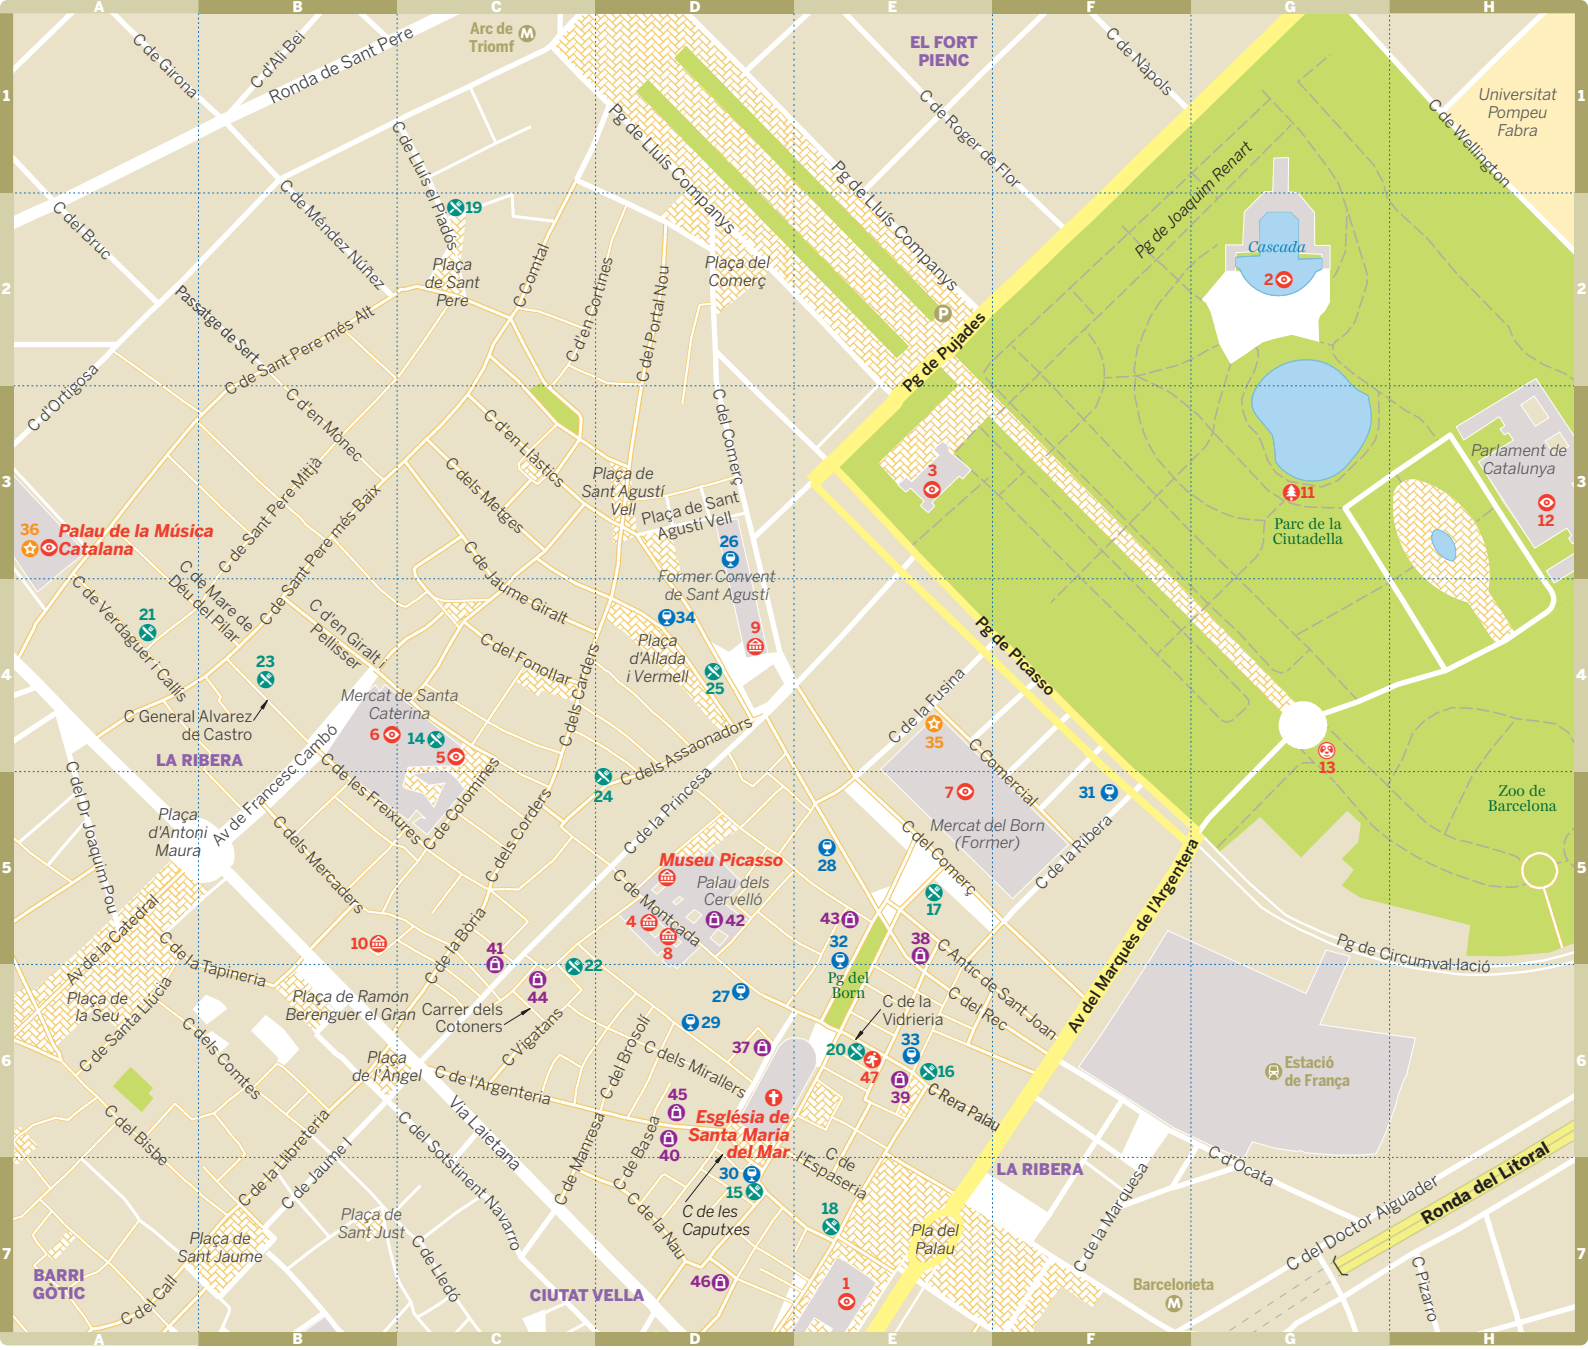 A B C D E F G H
1
1
2
2
3
3
4
4
5
5
6
6
7
7
Arc de
Triomf
M
EL FORT
PIENC
Universitat
Pompeu
Fabra
C de Girona
C d'Ali Bei
Ronda de Sant Pere
C de Nàpols
C de Roger de Flor
C de Wellington
Pg de Lluís Companys
Pg de Lluís Companys
Pg de Joaquim Renart
C de Lluís el Piadós
19
C del Bruc
C de Méndez Núñez
Plaça
de Sant
Pere
C Comtal
C d'en Cortines
C del Portal Nou
Plaça del
Comerç
Cascada
2
P
Pg de Pujades
Passatge de Sert
C de Sant Pere més Alt
C d'Ortigosa
C d'en Mònec
C d'en Llàstics
C dels Metges
C del Comerç
Plaça de
Sant Agustí
Vell
Plaça de Sant
Agustí Vell
3
11
Parc de la
Ciutadella
Parlament de
Catalunya
12
36
Palau de la Música
Catalana
C de Sant Pere Mitjà
C de Sant Pere més Baix
26
Former Convent
de Sant Agustí
C de Jaume Giralt
C de Verdaguer i Callís
C de Mare de
Déu del Pilar
C d'en Giralt i
Pellisser
21
23
34
9
Plaça
d'Allada
i Vermell
25
C del Fonollar
C dels Carders
Pg de Picasso
C General Alvarez
de Castro
LA RIBERA
Mercat de Santa
Caterina
6
14
5
C de la Fusina
35
C Comercial
13
C dels Assaonadors
24
C de la Princesa
Av de Francesc Cambó
C de les Freixures
C de Colomines
C dels Corders
C del Dr Joaquim Pou
Plaça
d'Antoni
Maura
C dels Mercaders
7
31
Mercat del Born
(Former)
C de la Ribera
Zoo de
Barcelona
Museu Picasso
Palau dels
Cervelló
C de Montcada
4
8
42
28
C del Comerç
17
43
32
38
Pg del
Born
C Antic de Sant Joan
C del Rec
Av del Marquès de l'Argentera
Pg de Circumval·lació
10
Av de la Catedral
C de la Tapineria
C de la Bòria
41
22
44
Carrer dels
Cotoners
27
29
Plaça de
la Seu
C de Santa Llúcia
Plaça de Ramón
Berenguer el Gran
C dels Comtes
C Vigatans
C del Brosolí
C dels Mirallers
37
C de la
Vidrieria
20
47
33
39
16
C Rera Palau
Estació
de França
Plaça
de l'Àngel
C de l'Argenteria
Via Laietana
45
40
Església de
Santa Maria
del Mar
C de
l'Espaseria
C del Bisbe
C de la Llibreteria
C de Jaume I
C del Sotstinent Navarro
C de Manresa
C de Basea
30
15
C de les
Caputxes
18
LA RIBERA
C d'Ocata
C de la Marquesa
C del Doctor Aiguader
Ronda del Litoral
Plaça de
Sant Just
C de Lledó
C de la Nau
Pla del
Palau
Plaça de
Sant Jaume
BARRI
GÒTIC
C del Call
CIUTAT VELLA
46
1
Barceloneta
M
C Pizarro
A B C D E F G H